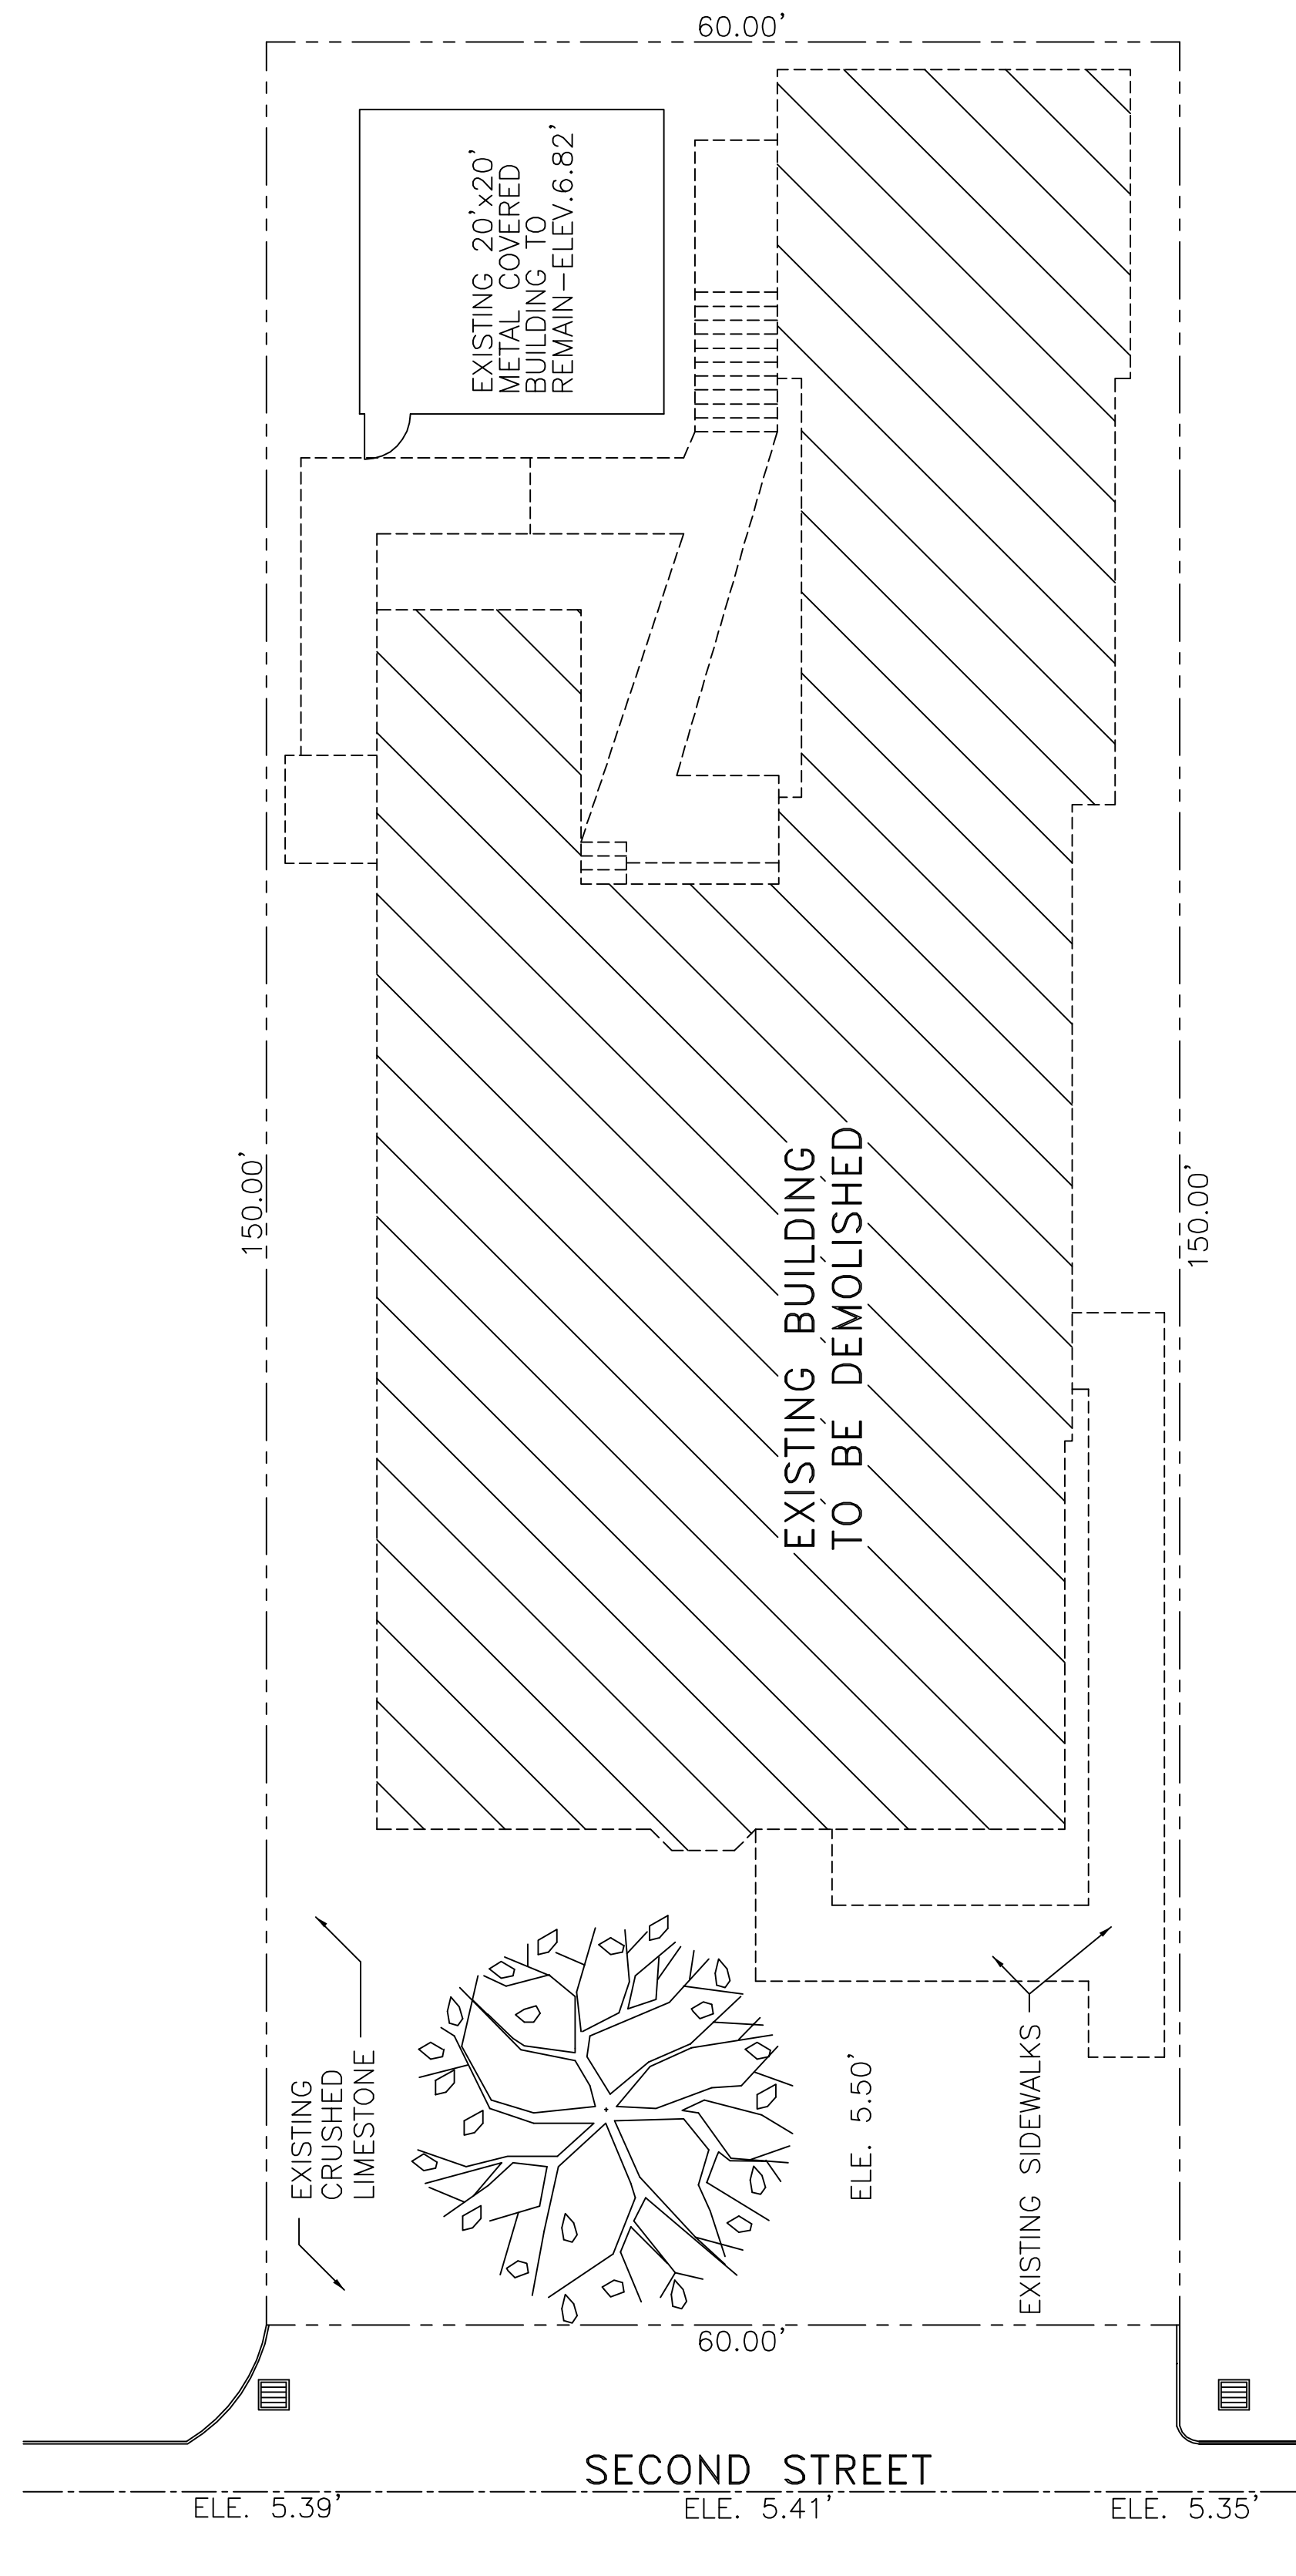 60.00'
EXISTING 20'x20'
METAL COVERED
BUILDING TO
REMAIN-ELEV.6.82'
150.00'
150.00'
EXISTING BUILDING
TO BE DEMOLISHED
EXISTING
CRUSHED
LIMESTONE
ELE. 5.50'
EXISTING SIDEWALKS
60.00'
SECOND STREET
ELE. 5.39'
ELE. 5.41'
ELE. 5.35'